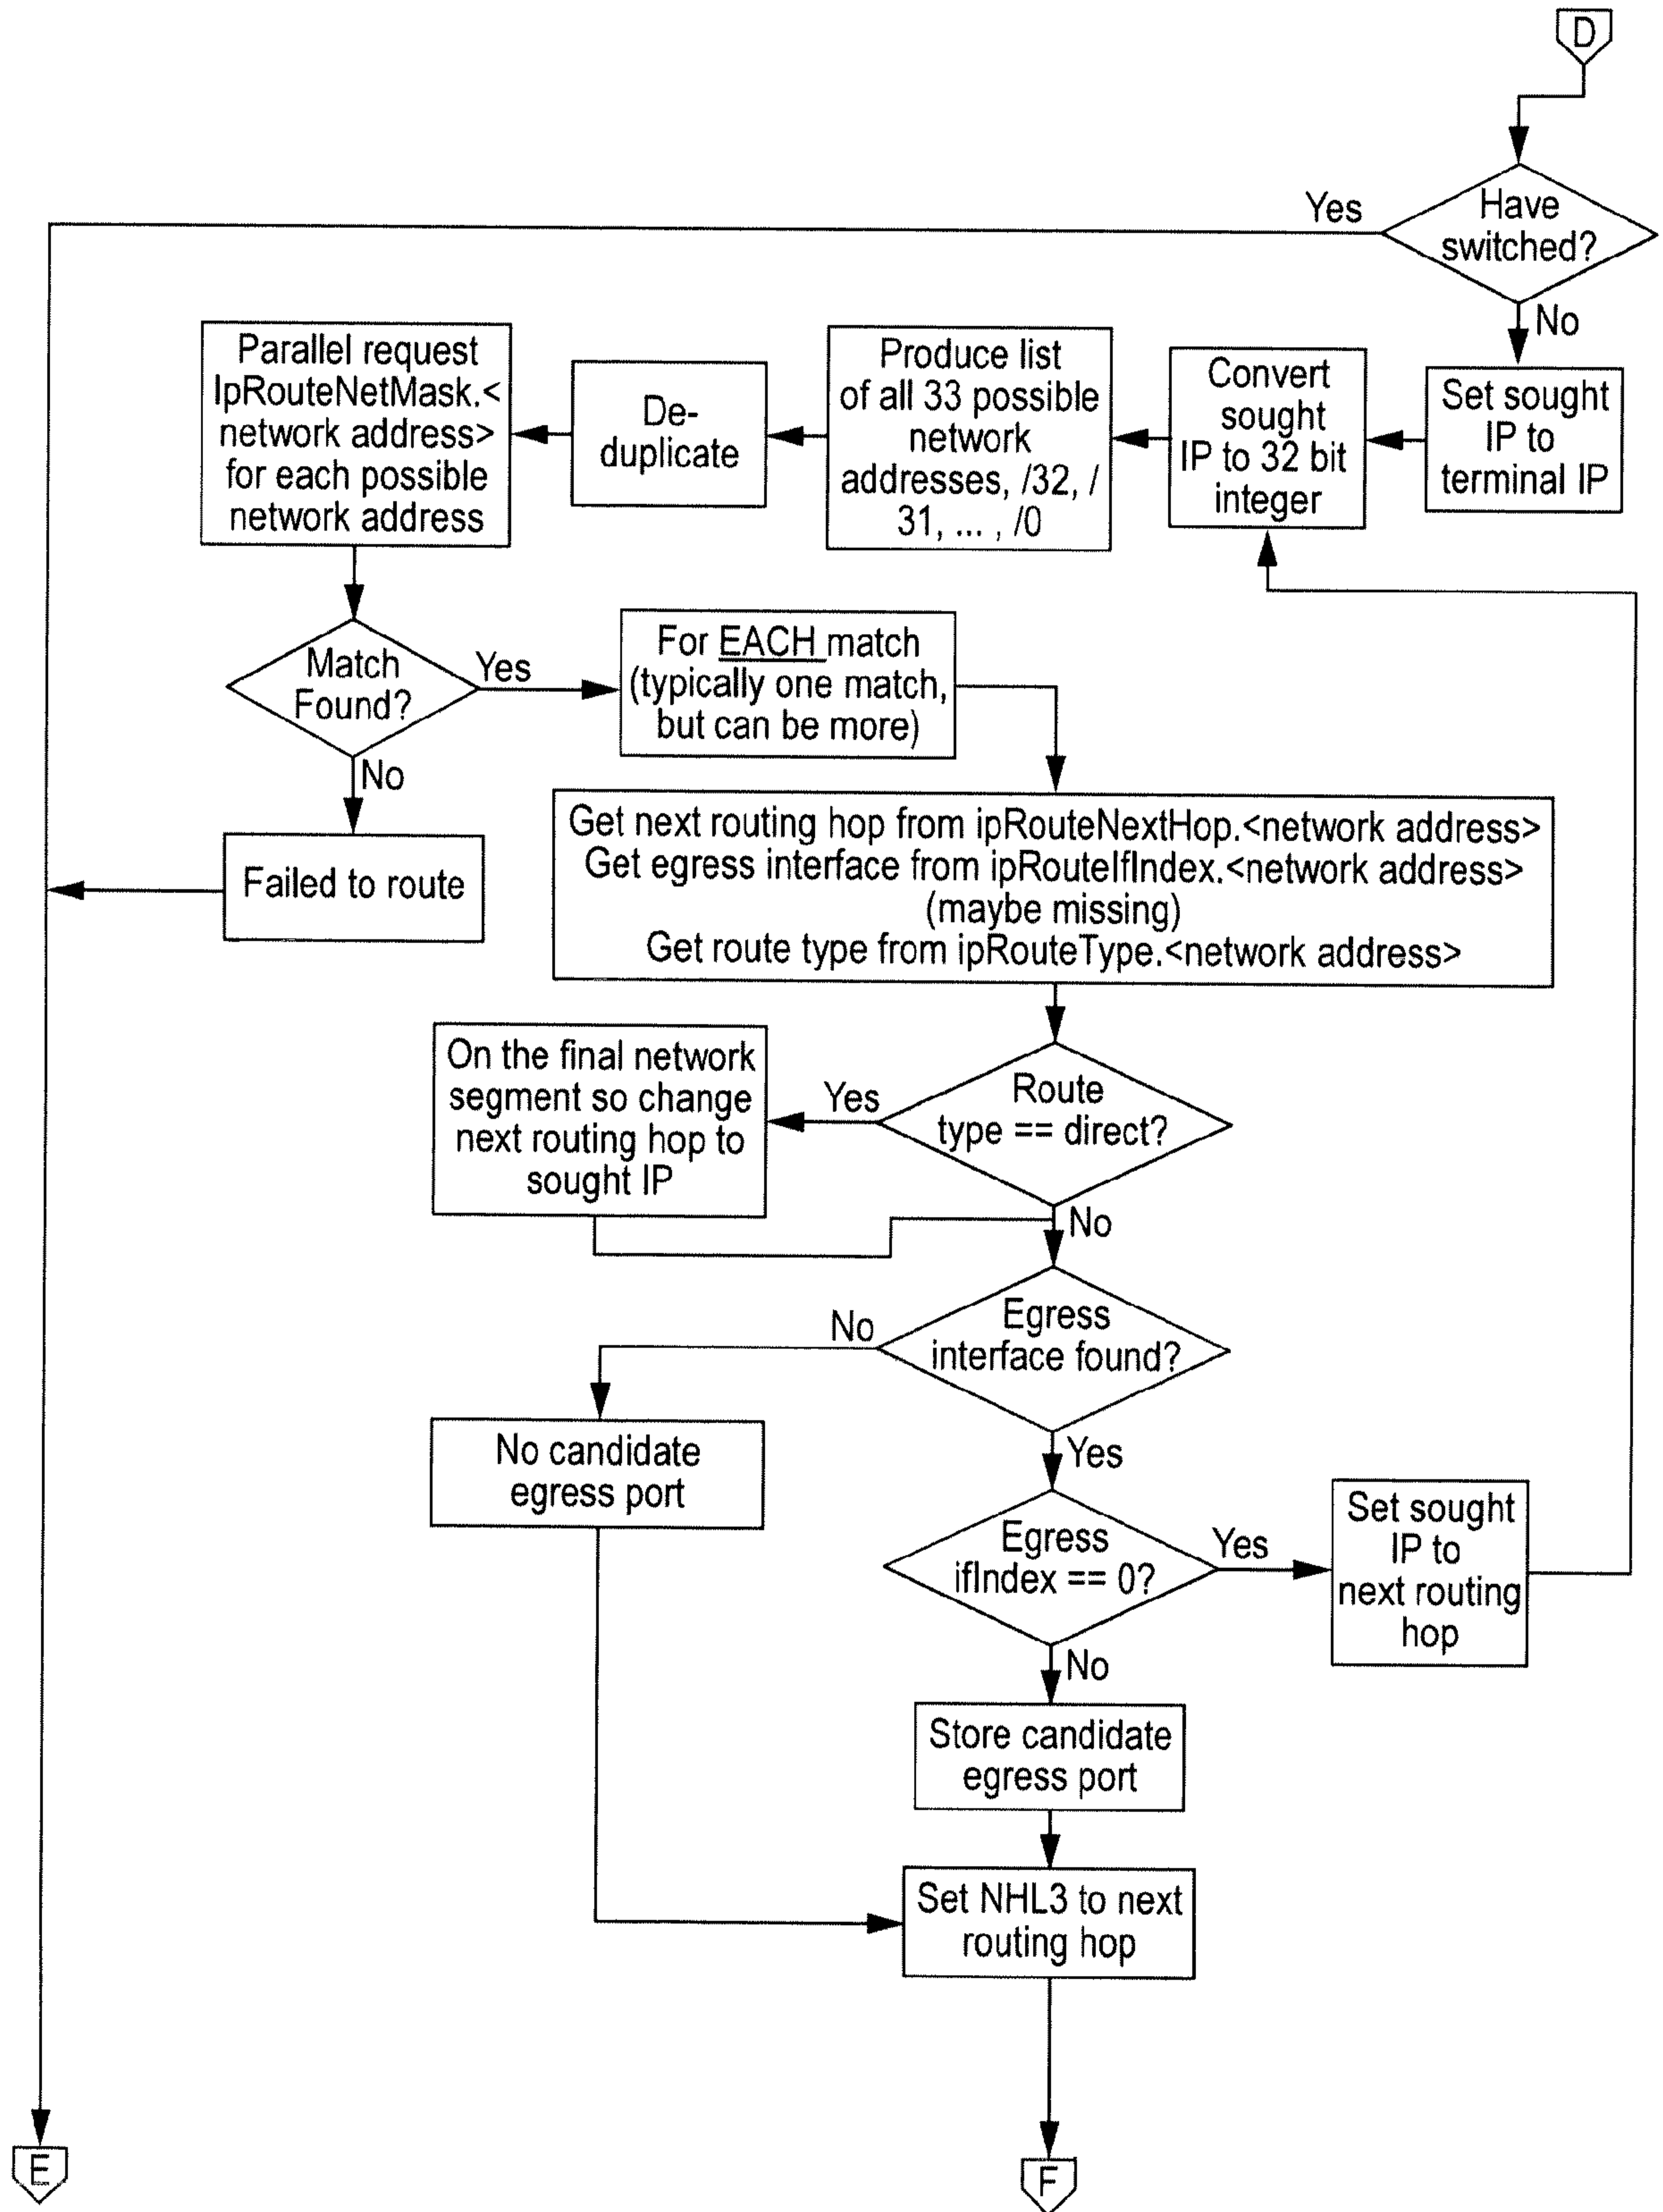 D
Have
switched?
Yes
No
Set sought
IP to
terminal IP
Convert
sought
IP to 32 bit
integer
Produce list
of all 33 possible
network
addresses, /32, /
31, ... , /0
De-
duplicate
Parallel request
IpRouteNetMask.<
network address>
for each possible
network address
Match
Found?
Yes
No
Failed to route
For EACH match
(typically one match,
but can be more)
Get next routing hop from ipRouteNextHop.<network address>
Get egress interface from ipRouteIfIndex.<network address>
(maybe missing)
Get route type from ipRouteType.<network address>
Route
type == direct?
Yes
No
On the final network
segment so change
next routing hop to
sought IP
Egress
interface found?
No
Yes
No candidate
egress port
Egress
ifIndex == 0?
Yes
No
Set sought
IP to
next routing
hop
Store candidate
egress port
Set NHL3 to next
routing hop
E
F